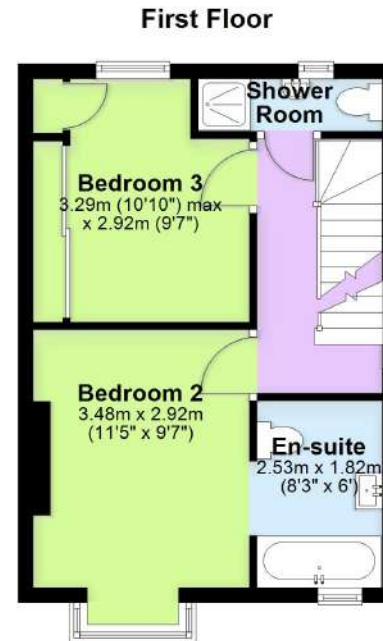 First Floor
Shower
Room
Bedroom 3
3.29m (10'10") max
x 2.92m (9'7")
Bedroom 2
3.48m x 2.92m
(11'5" x 9'7")
En-suite
2.53m x 1.82m
(8'3" x 6')